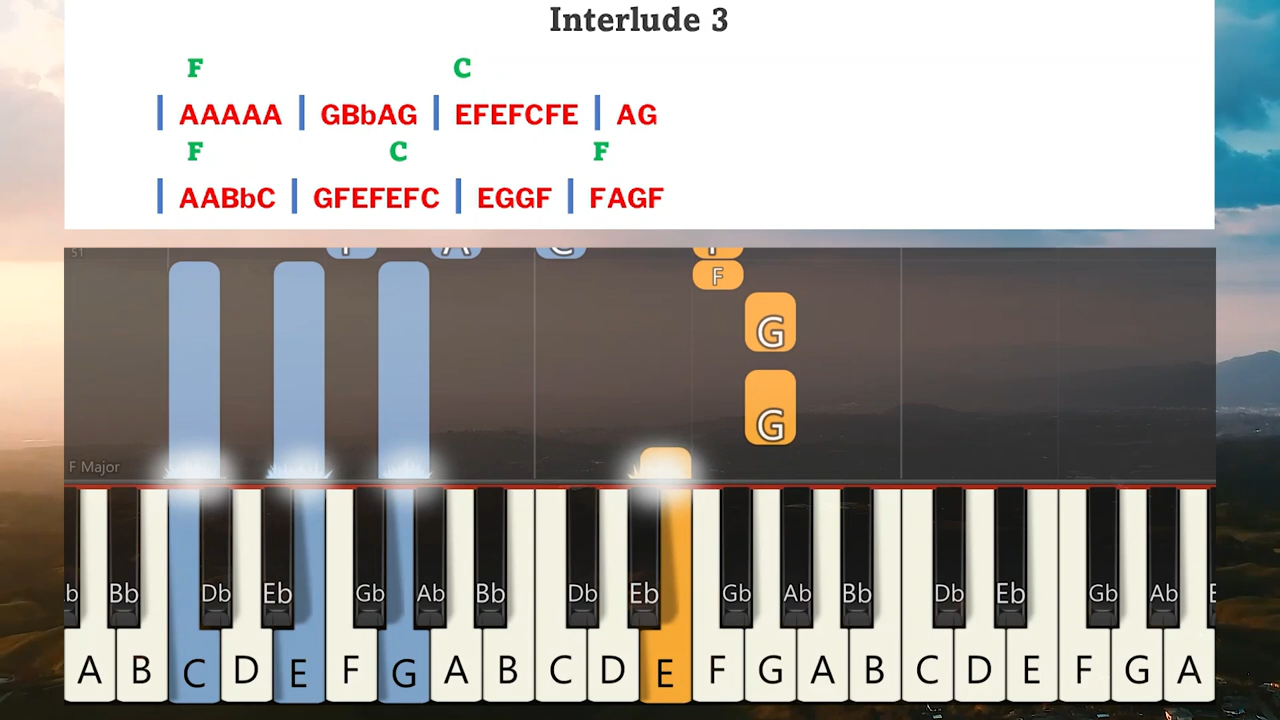 Interlude 3
F C
| AAAAA | GBbAG | EFEFCFE | AG
F C F
| AABbC | GFEFEFC | EGGF | FAGF
S1 F A C F
F
G
G
F Major
b Bb Db Eb Gb Ab Bb Db Eb Gb Ab Bb Db Eb Gb Ab E
A B C D E F G A B C D E F G A B C D E F G A